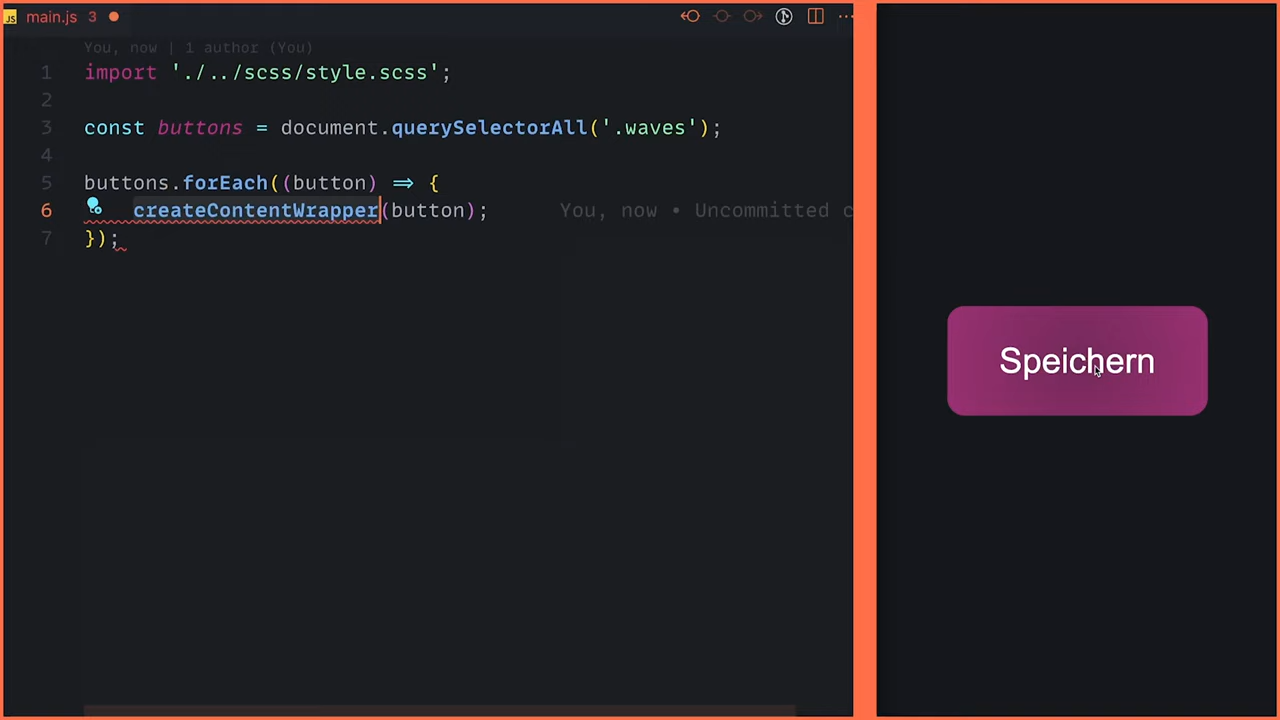 JS main.js 3
You, now | 1 author (You)
1 import './../scss/style.scss';
2
3 const buttons = document.querySelectorAll('.waves');
4
5 buttons.forEach((button) ⇒ {
6 createContentWrapper(button); You, now • Uncommitted c
7 });
Speichern